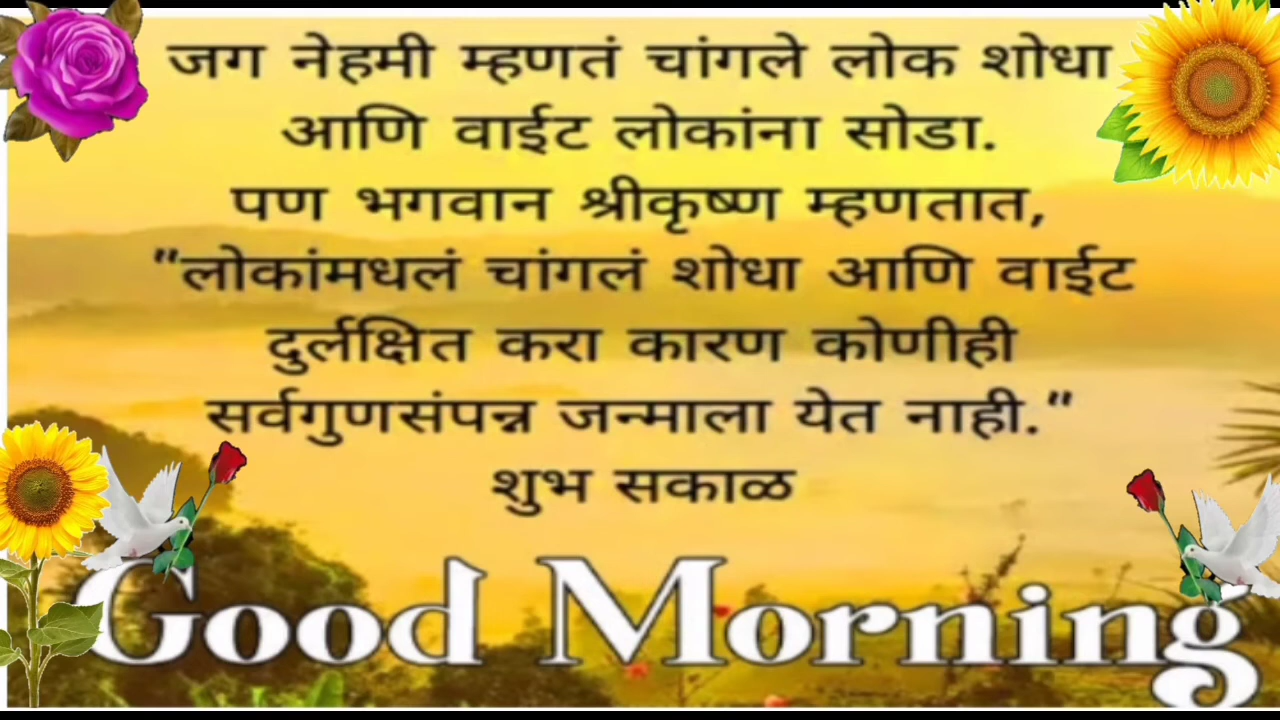 जग नेहमी म्हणतं चांगले लोक शोधा
आणि वाईट लोकांना सोडा.
पण भगवान श्रीकृष्ण म्हणतात,
"लोकांमधलं चांगलं शोधा आणि वाईट
दुर्लक्षित करा कारण कोणीही
सर्वगुणसंपन्न जन्माला येत नाही."
शुभ सकाळ
Good Morning